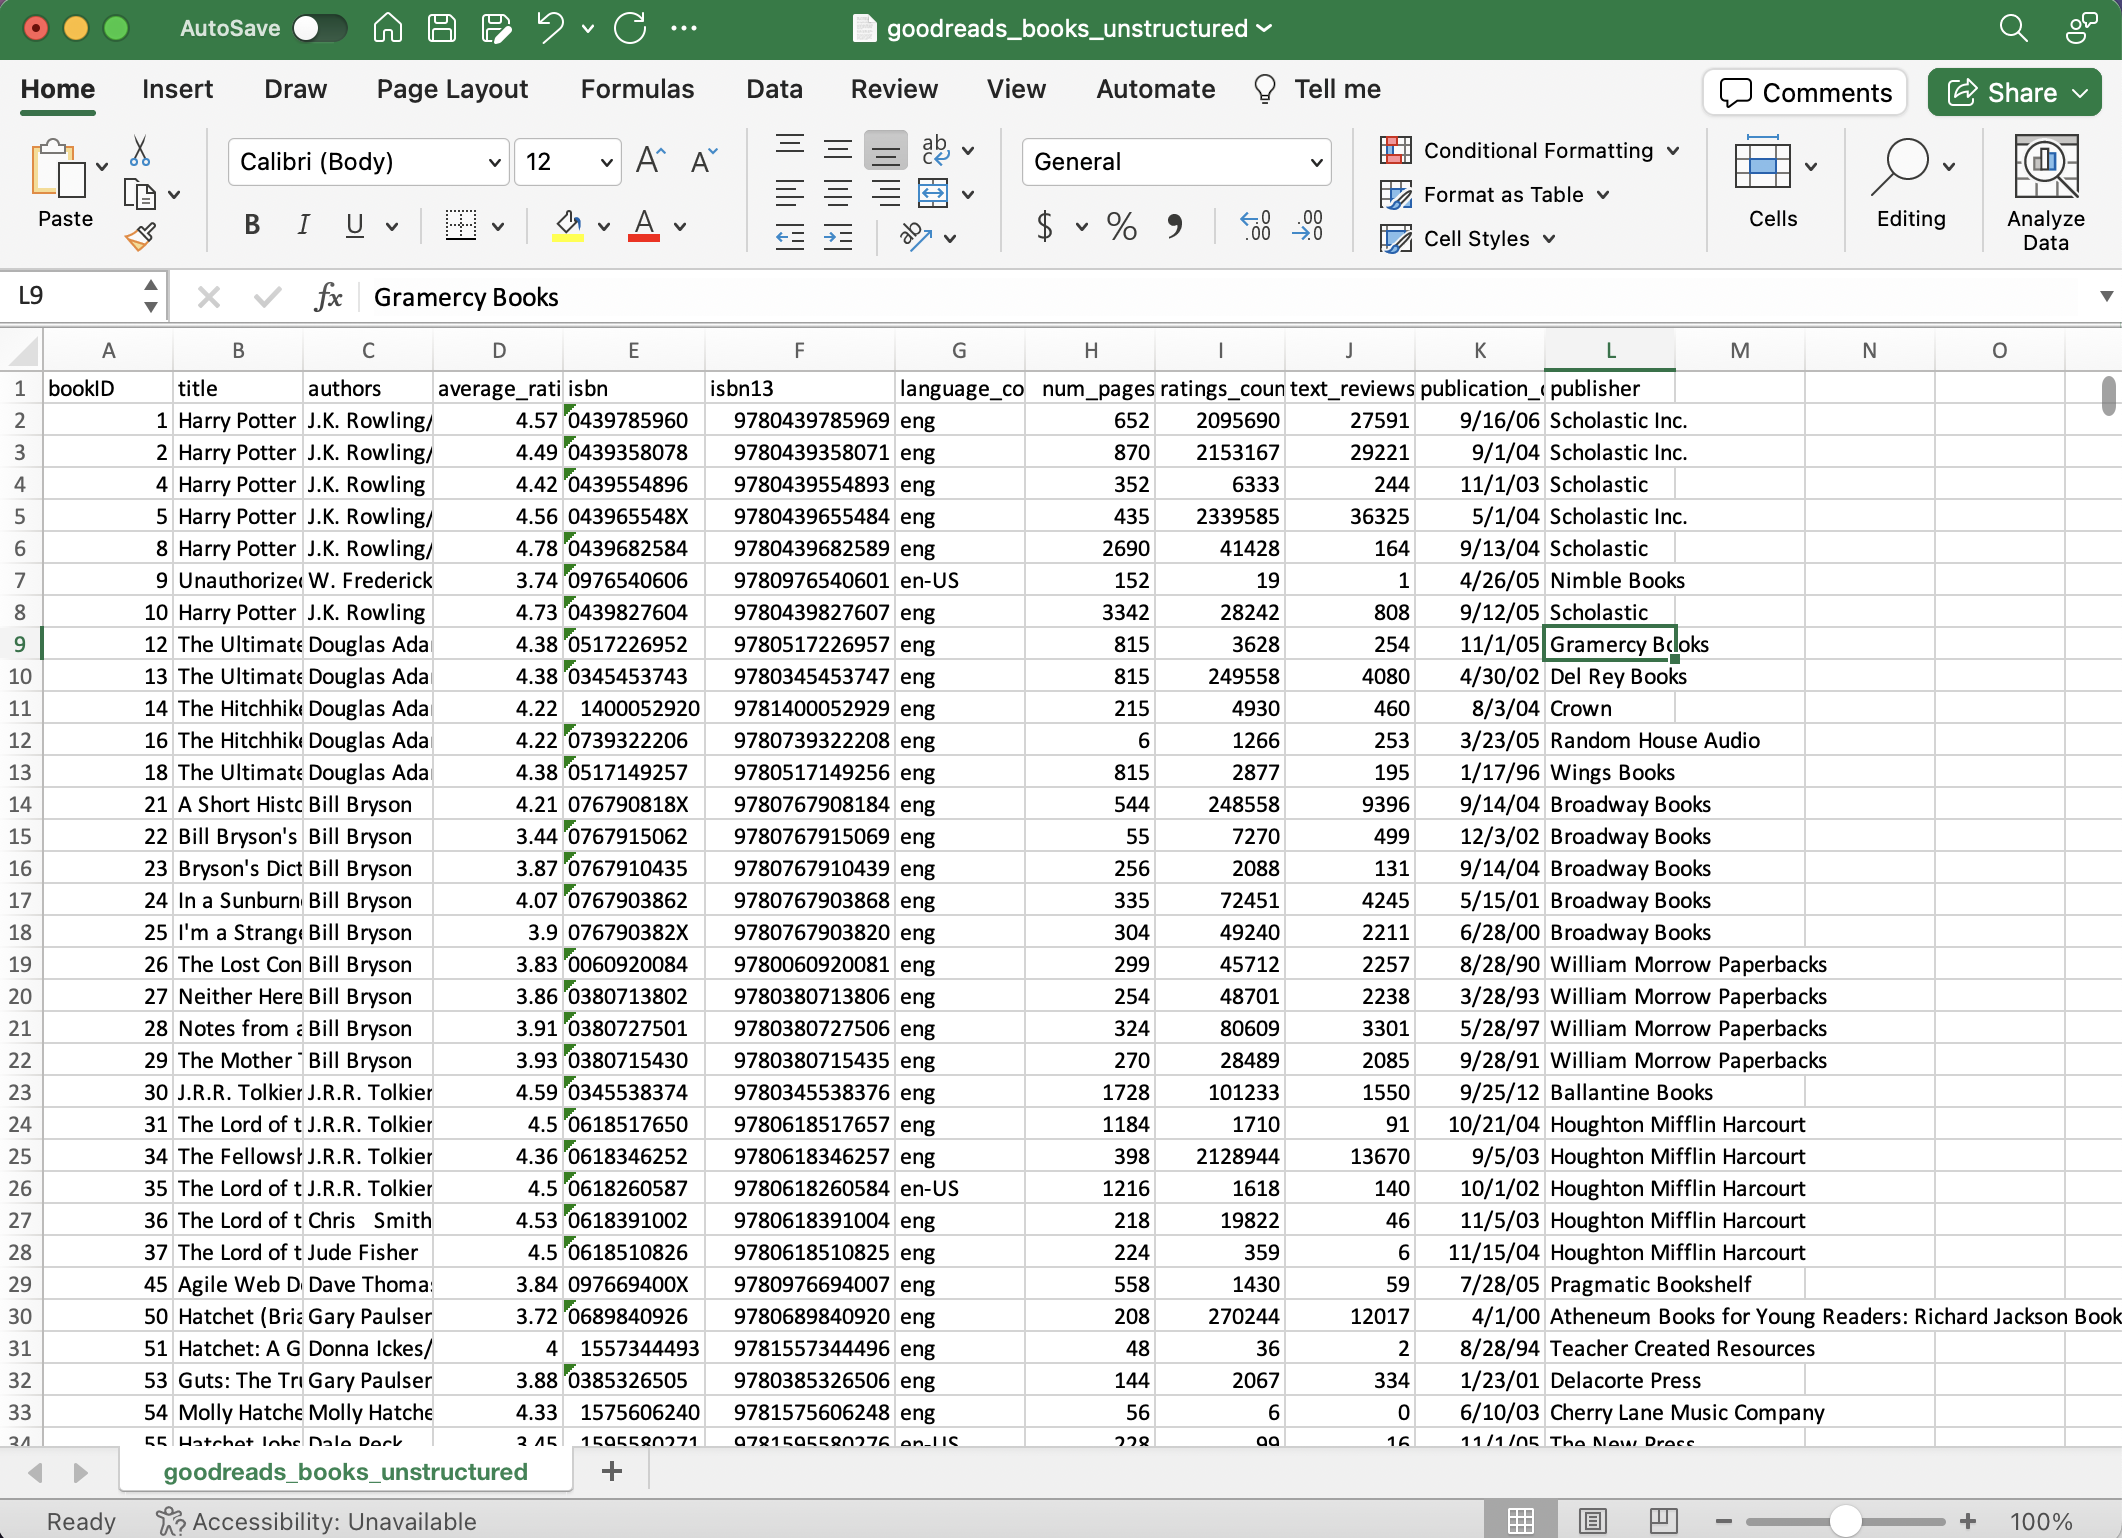 AutoSave goodreads_books_unstructured
Home Insert Draw Page Layout Formulas Data Review View Automate Tell me Comments Share
Paste Calibri (Body) 12 General Conditional Formatting Format as Table Cell Styles Cells Editing Analyze Data
L9 fx Gramercy Books
A B C D E F G H I J K L M N O
1 bookID title authors average_rati isbn isbn13 language_co num_pages ratings_coun text_reviews publication_ publisher
2 1 Harry Potter J.K. Rowling/ 4.57 0439785960 9780439785969 eng 652 2095690 27591 9/16/06 Scholastic Inc.
3 2 Harry Potter J.K. Rowling/ 4.49 0439358078 9780439358071 eng 870 2153167 29221 9/1/04 Scholastic Inc.
4 4 Harry Potter J.K. Rowling 4.42 0439554896 9780439554893 eng 352 6333 244 11/1/03 Scholastic
5 5 Harry Potter J.K. Rowling/ 4.56 043965548X 9780439655484 eng 435 2339585 36325 5/1/04 Scholastic Inc.
6 8 Harry Potter J.K. Rowling/ 4.78 0439682584 9780439682589 eng 2690 41428 164 9/13/04 Scholastic
7 9 Unauthorized W. Frederick 3.74 0976540606 9780976540601 en-US 152 19 1 4/26/05 Nimble Books
8 10 Harry Potter J.K. Rowling 4.73 0439827604 9780439827607 eng 3342 28242 808 9/12/05 Scholastic
9 12 The Ultimate Douglas Ada 4.38 0517226952 9780517226957 eng 815 3628 254 11/1/05 Gramercy Books
10 13 The Ultimate Douglas Ada 4.38 0345453743 9780345453747 eng 815 249558 4080 4/30/02 Del Rey Books
11 14 The Hitchhike Douglas Ada 4.22 1400052920 9781400052929 eng 215 4930 460 8/3/04 Crown
12 16 The Hitchhike Douglas Ada 4.22 0739322206 9780739322208 eng 6 1266 253 3/23/05 Random House Audio
13 18 The Ultimate Douglas Ada 4.38 0517149257 9780517149256 eng 815 2877 195 1/17/96 Wings Books
14 21 A Short Histo Bill Bryson 4.21 076790818X 9780767908184 eng 544 248558 9396 9/14/04 Broadway Books
15 22 Bill Bryson's Bill Bryson 3.44 0767915062 9780767915069 eng 55 7270 499 12/3/02 Broadway Books
16 23 Bryson's Dict Bill Bryson 3.87 0767910435 9780767910439 eng 256 2088 131 9/14/04 Broadway Books
17 24 In a Sunburn Bill Bryson 4.07 0767903862 9780767903868 eng 335 72451 4245 5/15/01 Broadway Books
18 25 I'm a Strange Bill Bryson 3.9 076790382X 9780767903820 eng 304 49240 2211 6/28/00 Broadway Books
19 26 The Lost Con Bill Bryson 3.83 0060920084 9780060920081 eng 299 45712 2257 8/28/90 William Morrow Paperbacks
20 27 Neither Here Bill Bryson 3.86 0380713802 9780380713806 eng 254 48701 2238 3/28/93 William Morrow Paperbacks
21 28 Notes from a Bill Bryson 3.91 0380727501 9780380727506 eng 324 80609 3301 5/28/97 William Morrow Paperbacks
22 29 The Mother T Bill Bryson 3.93 0380715430 9780380715435 eng 270 28489 2085 9/28/91 William Morrow Paperbacks
23 30 J.R.R. Tolkien J.R.R. Tolkien 4.59 0345538374 9780345538376 eng 1728 101233 1550 9/25/12 Ballantine Books
24 31 The Lord of t J.R.R. Tolkien 4.5 0618517650 9780618517657 eng 1184 1710 91 10/21/04 Houghton Mifflin Harcourt
25 34 The Fellowsh J.R.R. Tolkien 4.36 0618346252 9780618346257 eng 398 2128944 13670 9/5/03 Houghton Mifflin Harcourt
26 35 The Lord of t J.R.R. Tolkien 4.5 0618260587 9780618260584 en-US 1216 1618 140 10/1/02 Houghton Mifflin Harcourt
27 36 The Lord of t Chris Smith 4.53 0618391002 9780618391004 eng 218 19822 46 11/5/03 Houghton Mifflin Harcourt
28 37 The Lord of t Jude Fisher 4.5 0618510826 9780618510825 eng 224 359 6 11/15/04 Houghton Mifflin Harcourt
29 45 Agile Web D Dave Thomas 3.84 097669400X 9780976694007 eng 558 1430 59 7/28/05 Pragmatic Bookshelf
30 50 Hatchet (Bria Gary Paulsen 3.72 0689840926 9780689840920 eng 208 270244 12017 4/1/00 Atheneum Books for Young Readers: Richard Jackson Book
31 51 Hatchet: A G Donna Ickes/ 4 1557344493 9781557344496 eng 48 36 2 8/28/94 Teacher Created Resources
32 53 Guts: The Tru Gary Paulsen 3.88 0385326505 9780385326506 eng 144 2067 334 1/23/01 Delacorte Press
33 54 Molly Hatche Molly Hatche 4.33 1575606240 9781575606248 eng 56 6 0 6/10/03 Cherry Lane Music Company
34 55 Hatchet Jobs Dale Peck 3.45 1595580271 9781595580276 en-US 228 99 16 11/1/05 The New Press
goodreads_books_unstructured
Ready Accessibility: Unavailable 100%